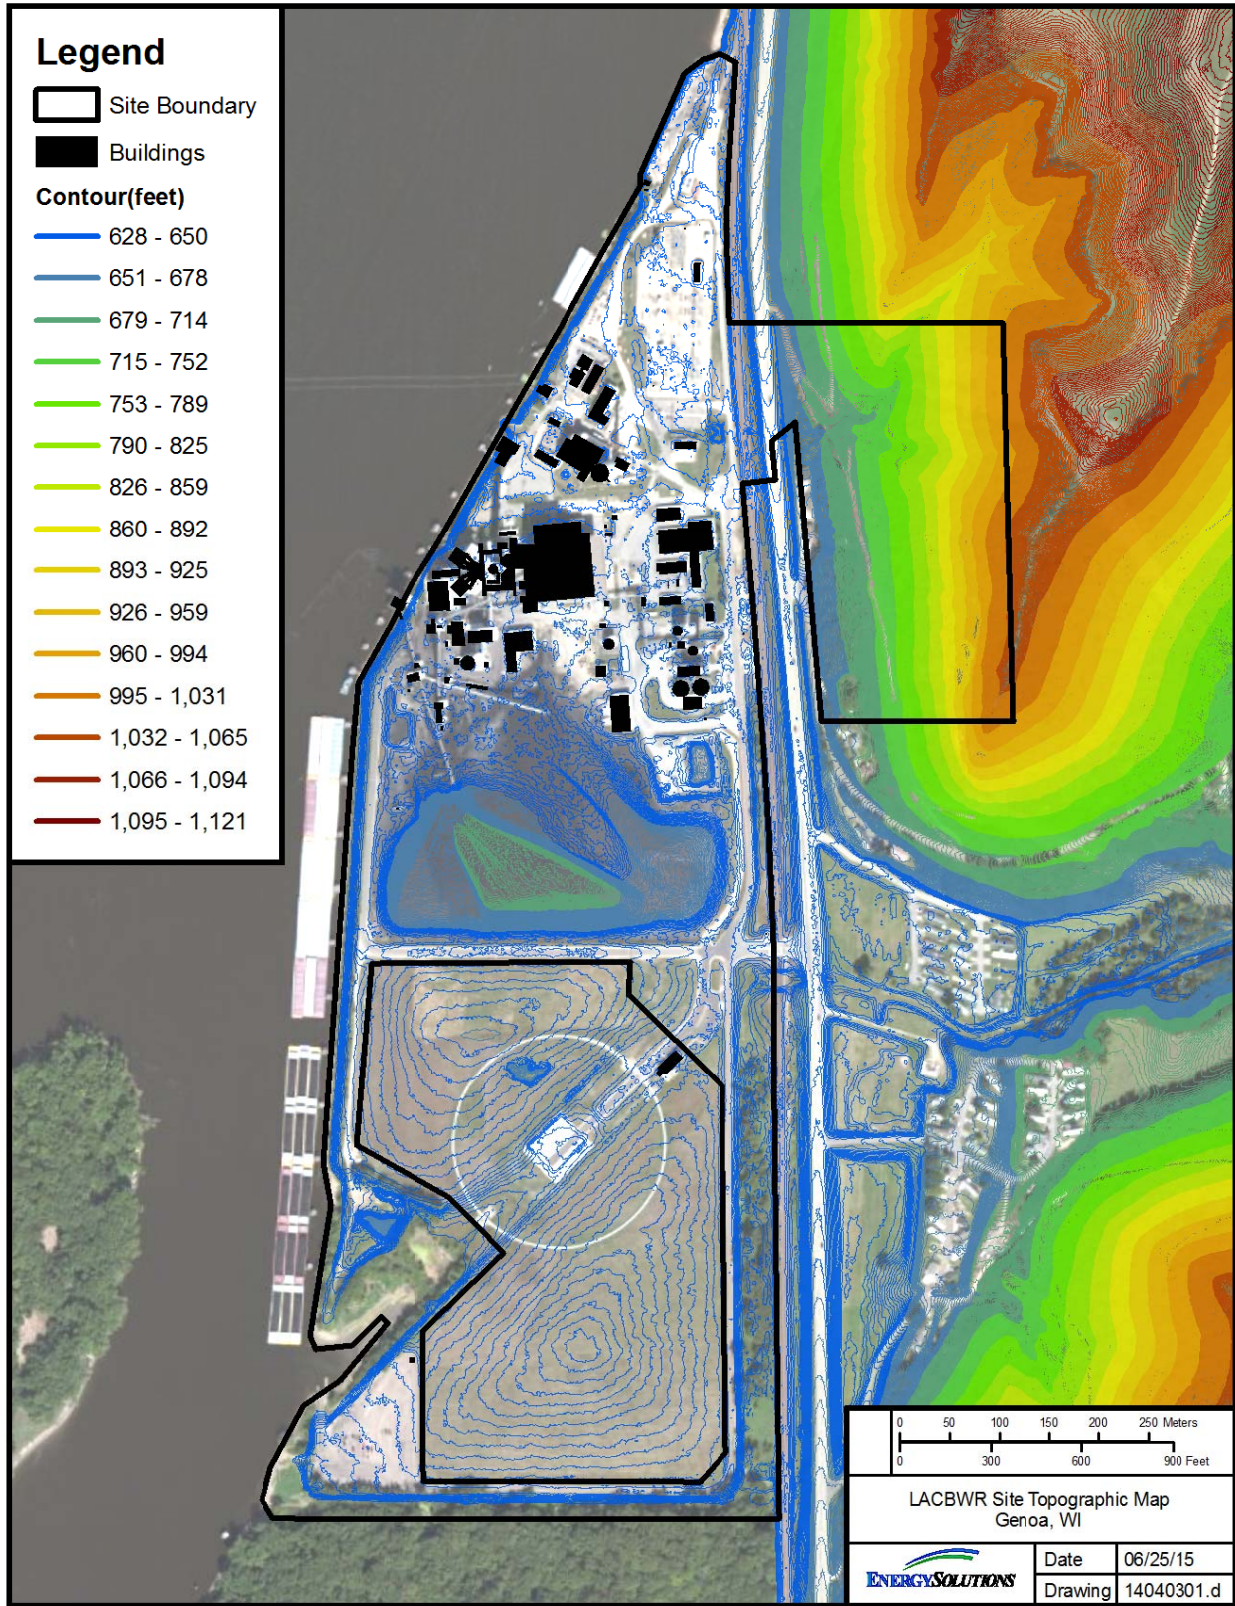 Legend
Site Boundary
Buildings
Contour(feet)
628 - 650
651 - 678
679 - 714
715 - 752
753 - 789
790 - 825
826 - 859
860 - 892
893 - 925
926 - 959
960 - 994
995 - 1,031
1,032 - 1,065
1,066 - 1,094
1,095 - 1,121
0 50 100 150 200 250 Meters
0 300 600 900 Feet
LACBWR Site Topographic Map
Genoa, WI
ENERGYSOLUTIONS
Date 06/25/15
Drawing 14040301.d